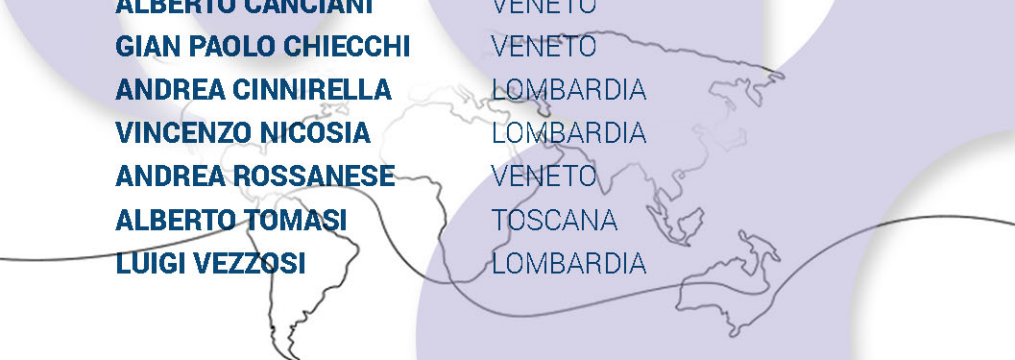 ALBERTO CANCIANI VENETO
GIAN PAOLO CHIECCHI VENETO
ANDREA CINNIRELLA LOMBARDIA
VINCENZO NICOSIA LOMBARDIA
ANDREA ROSSANESE VENETO
ALBERTO TOMASI TOSCANA
LUIGI VEZZOSI LOMBARDIA